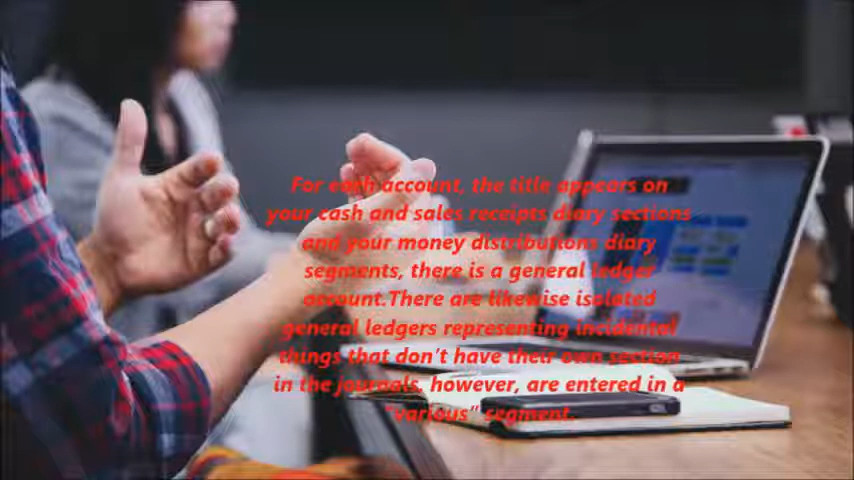 For each account, the title appears on
your cash and sales receipts diary sections
and your money distributions diary
segments, there is a general ledger
account.There are likewise isolated
general ledgers representing incidental
things that don't have their own section
in the journals, however, are entered in a
"various" segment.